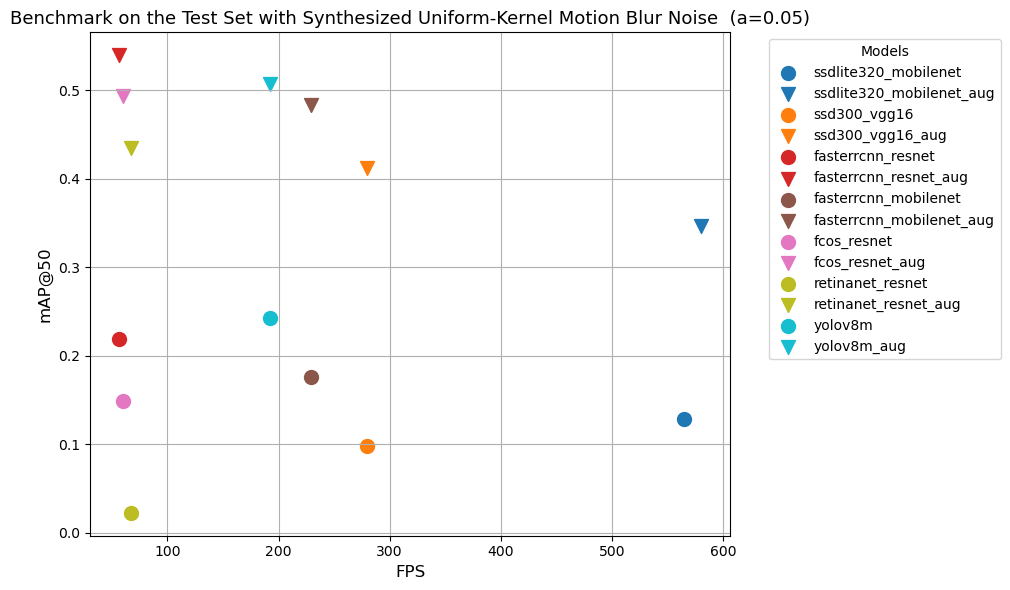 Benchmark on the Test Set with Synthesized Uniform-Kernel Motion Blur Noise  (a=0.05)
mAP@50
0.5
0.4
0.3
0.2
0.1
0.0
100
200
300
400
500
600
FPS
Models
ssdlite320_mobilenet
ssdlite320_mobilenet_aug
ssd300_vgg16
ssd300_vgg16_aug
fasterrcnn_resnet
fasterrcnn_resnet_aug
fasterrcnn_mobilenet
fasterrcnn_mobilenet_aug
fcos_resnet
fcos_resnet_aug
retinanet_resnet
retinanet_resnet_aug
yolov8m
yolov8m_aug